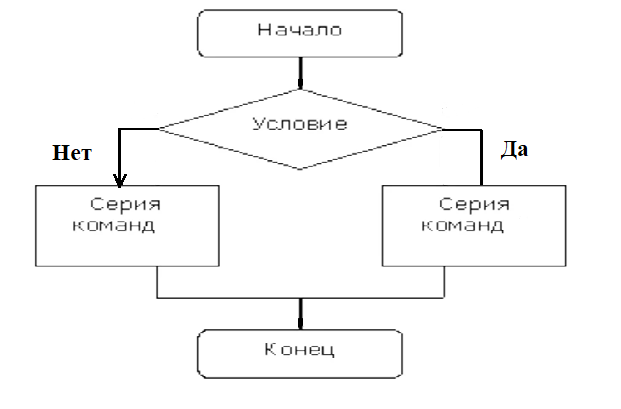 Начало
Условие
Нет
Да
Серия
команд
Серия
команд
Конец